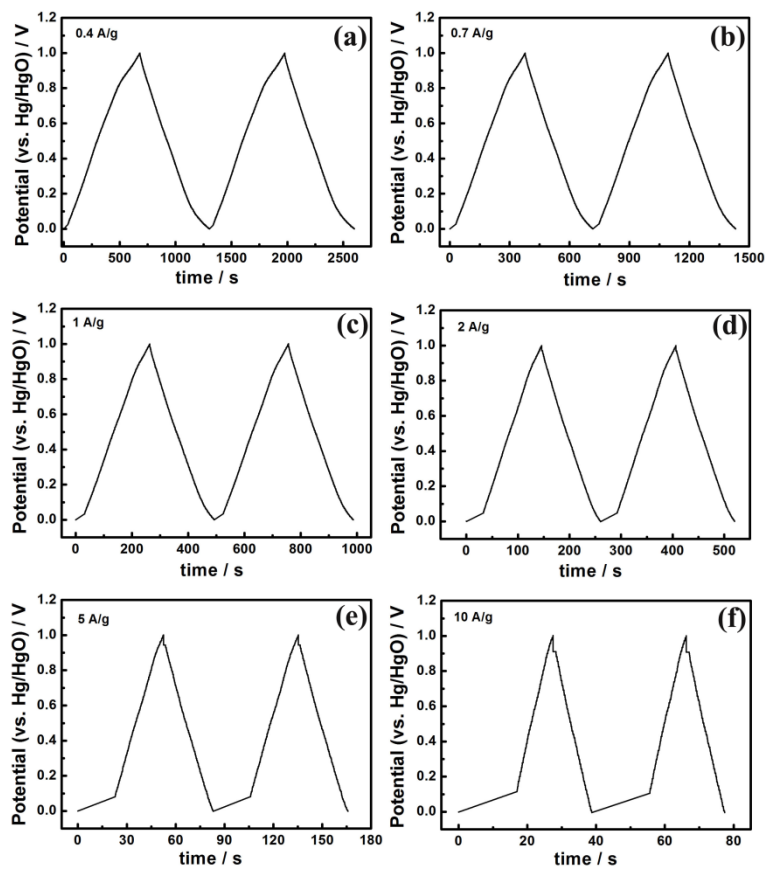 0.4 A/g
(a)
1.2
1.0
0.8
0.6
0.4
0.2
0.0
Potential (vs. Hg/HgO) / V
0 500 1000 1500 2000 2500
time / s
0.7 A/g
(b)
1.2
1.0
0.8
0.6
0.4
0.2
0.0
Potential (vs. Hg/HgO) / V
0 300 600 900 1200 1500
time / s
1 A/g
(c)
1.2
1.0
0.8
0.6
0.4
0.2
0.0
Potential (vs. Hg/HgO) / V
0 200 400 600 800 1000
time / s
2 A/g
(d)
1.2
1.0
0.8
0.6
0.4
0.2
0.0
Potential (vs. Hg/HgO) / V
0 100 200 300 400 500
time / s
5 A/g
(e)
1.2
1.0
0.8
0.6
0.4
0.2
0.0
Potential (vs. Hg/HgO) / V
0 30 60 90 120 150 180
time / s
10 A/g
(f)
1.2
1.0
0.8
0.6
0.4
0.2
0.0
Potential (vs. Hg/HgO) / V
0 20 40 60 80
time / s